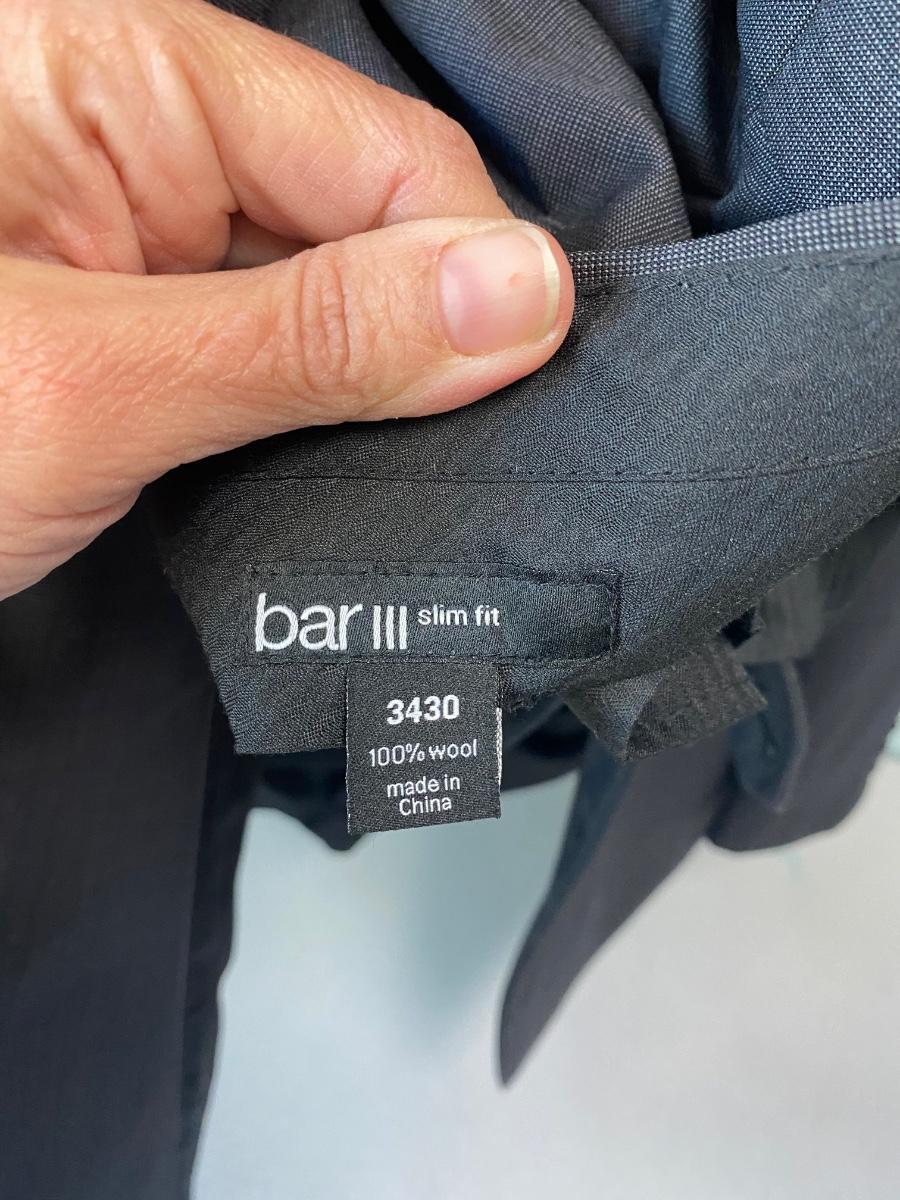 bar III slim fit
3430
100% wool
made in
China